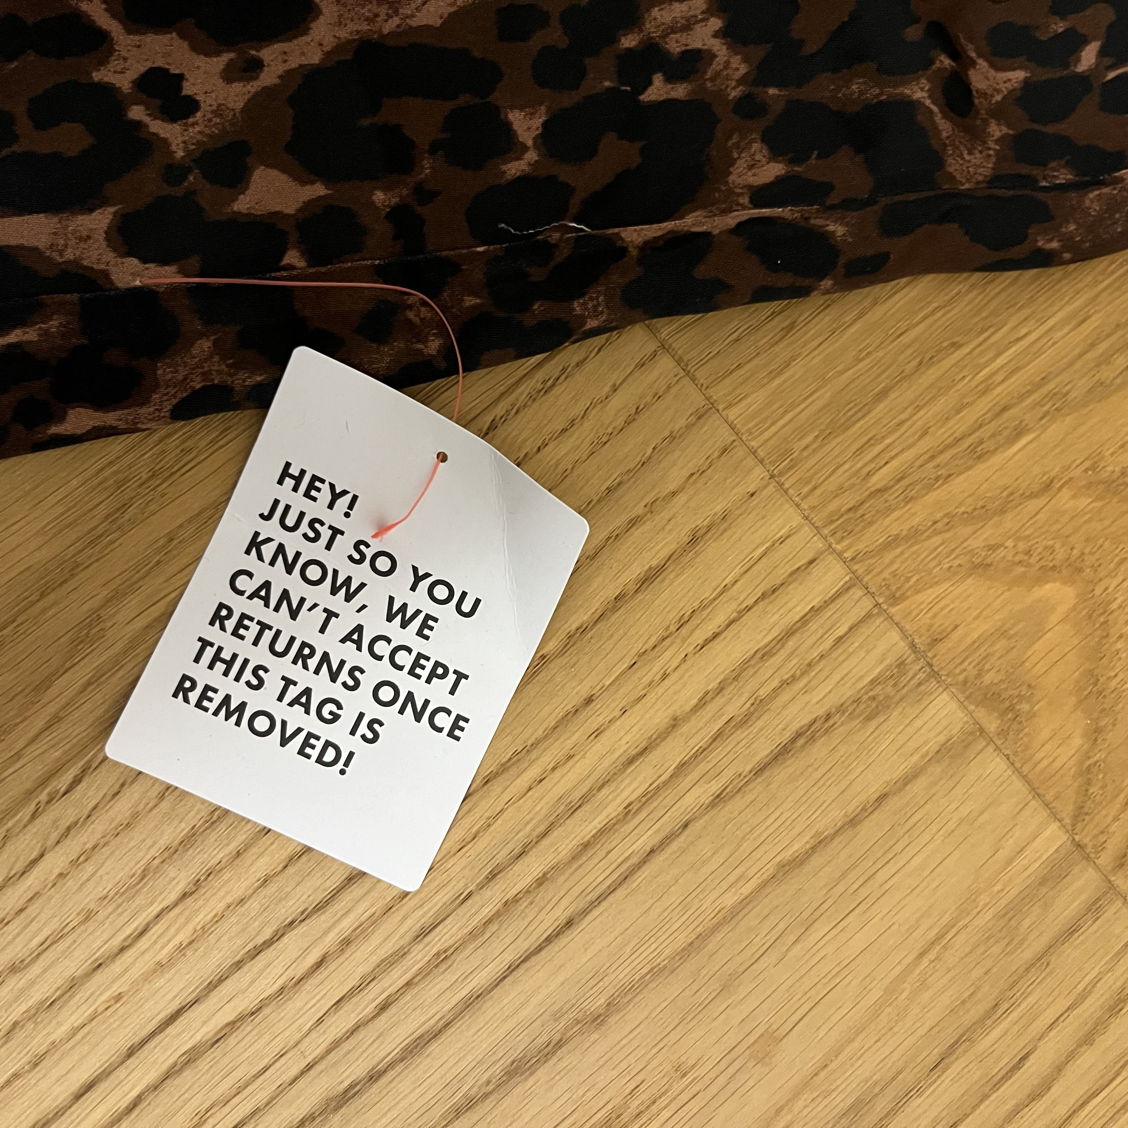 HEY!
JUST SO YOU
KNOW, WE
CAN'T ACCEPT
RETURNS ONCE
THIS TAG IS
REMOVED!